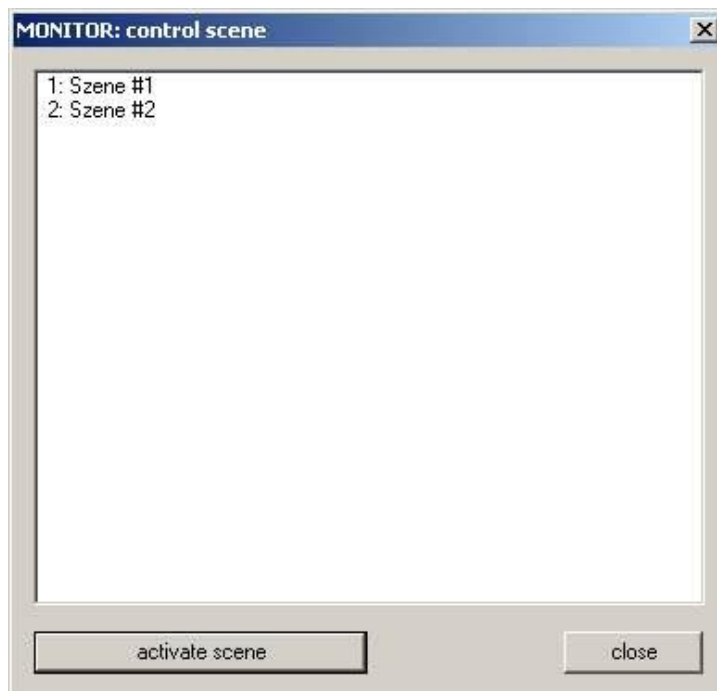 MONITOR: control scene
1: Szene #1
2: Szene #2
activate scene
close